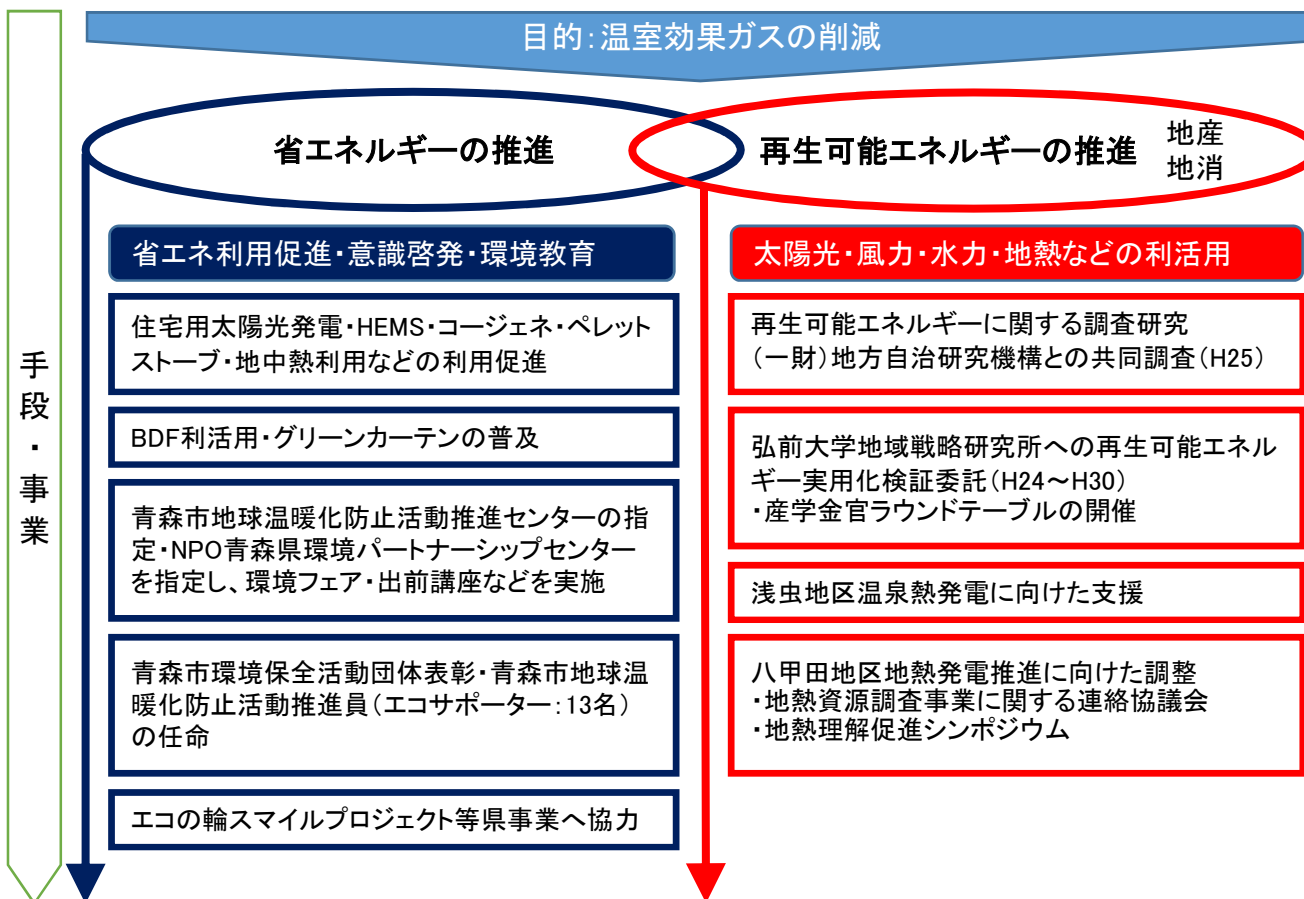 目的：温室効果ガスの削減
手段・事業
省エネルギーの推進
省エネ利用促進・意識啓発・環境教育
住宅用太陽光発電・HEMS・コージェネ・ペレット
ストーブ・地中熱利用などの利用促進
BDF利活用・グリーンカーテンの普及
青森市地球温暖化防止活動推進センターの指
定・NPO青森県環境パートナーシップセンター
を指定し、環境フェア・出前講座などを実施
青森市環境保全活動団体表彰・青森市地球温
暖化防止活動推進員（エコサポーター：13名）
の任命
エコの輪スマイルプロジェクト等県事業へ協力
再生可能エネルギーの推進
地産
地消
太陽光・風力・水力・地熱などの利活用
再生可能エネルギーに関する調査研究
（一財）地方自治研究機構との共同調査（H25）
弘前大学地域戦略研究所への再生可能エネル
ギー実用化検証委託（H24～H30）
・産学金官ラウンドテーブルの開催
浅虫地区温泉熱発電に向けた支援
八甲田地区地熱発電推進に向けた調整
・地熱資源調査事業に関する連絡協議会
・地熱理解促進シンポジウム